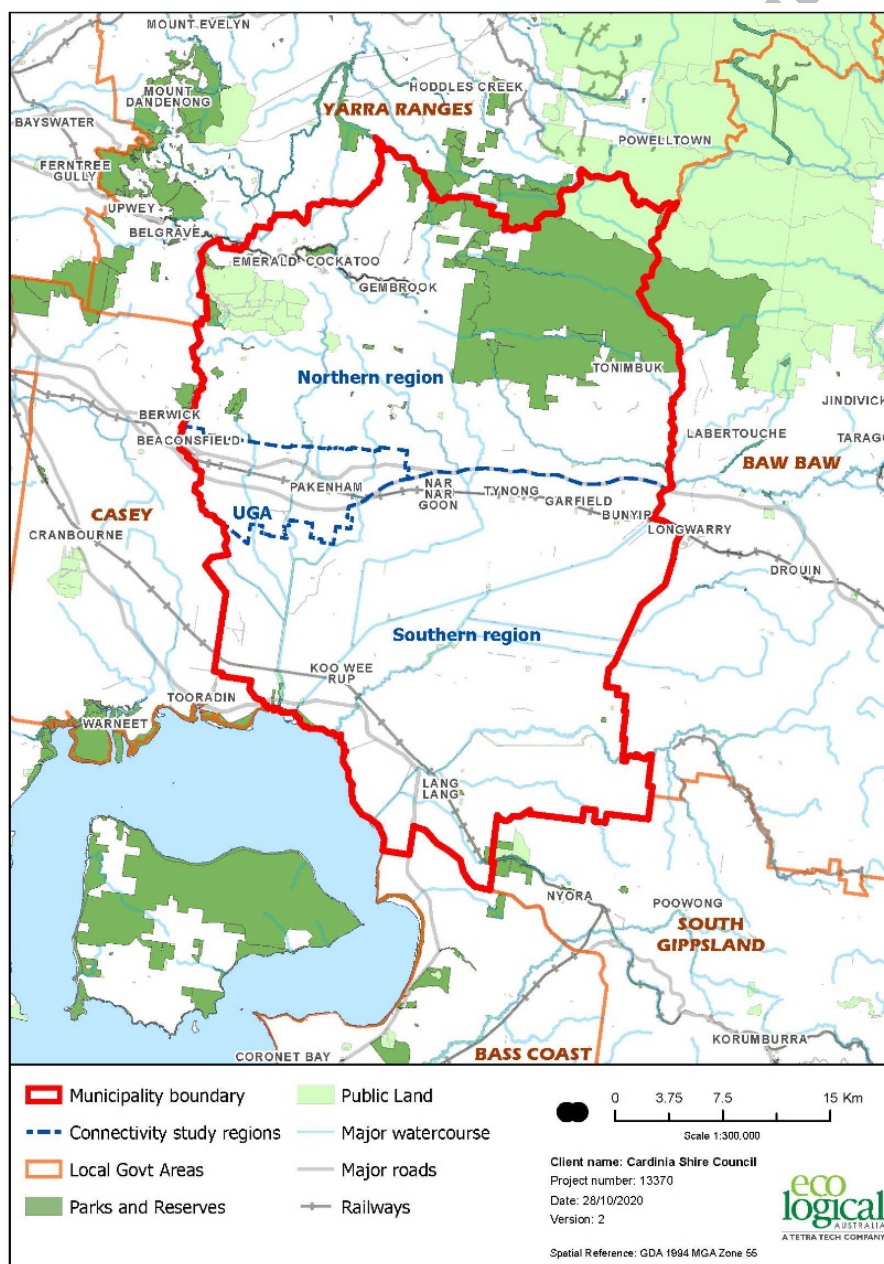 MOUNT EVELYN
MOUNT
DANDENONG
HODDLES CREEK
YARRA RANGES
BAYSWATER
POWELLTOWN
FERNTREE
GULLY
UPWEY
BELGRAVE
EMERALD
COCKATOO
GEMBROOK
Northern region
TONIMBUK
JINDIVICK
BERWICK
BEACONSFIELD
LABERTOUCHE
TARAGO
BAW BAW
PAKENHAM
NAR
NAR
GOON
TYNONG
GARFIELD
BUNYIP
CASEY
UGA
CRANBOURNE
LONGWARRY
DROUIN
Southern region
KOO WEE
RUP
TOORADIN
WARNEET
LANG
LANG
NYORA
POOWONG
SOUTH
GIPPSLAND
KORUMBURRA
CORONET BAY
BASS COAST
Municipality boundary
Connectivity study regions
Local Govt Areas
Parks and Reserves
Public Land
Major watercourse
Major roads
Railways
0 3.75 7.5 15 Km
Scale 1:300,000
Client name: Cardinia Shire Council
Project number: 13370
Date: 28/10/2020
Version: 2
Spatial Reference: GDA 1994 MGA Zone 55
eco
logical
AUSTRALIA
A TETRA TECH COMPANY